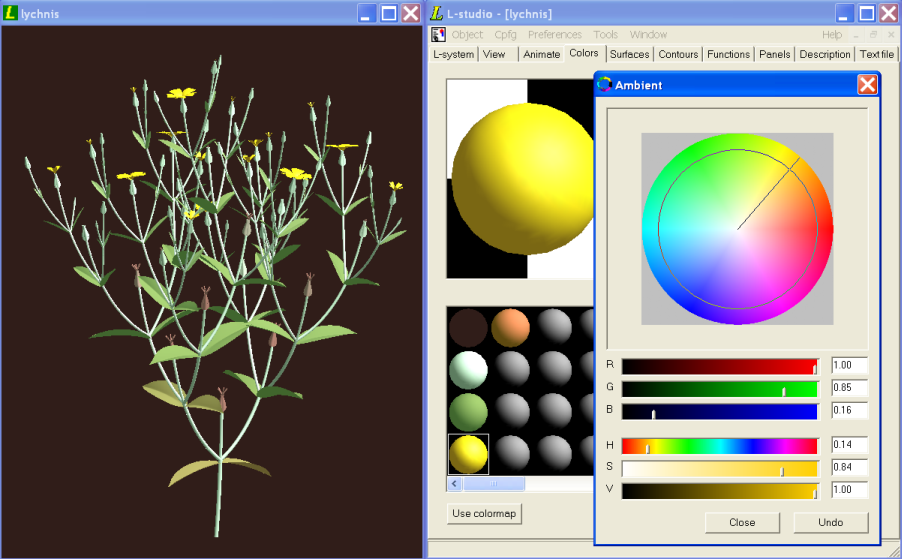 lychnis
L-studio - [lychnis]
Object Cpfg Preferences Tools Window Help
L-system View Animate Colors Surfaces Contours Functions Panels Description Text file
Ambient
R 1.00
G 0.85
B 0.16
H 0.14
S 0.84
V 1.00
Use colormap
Close Undo